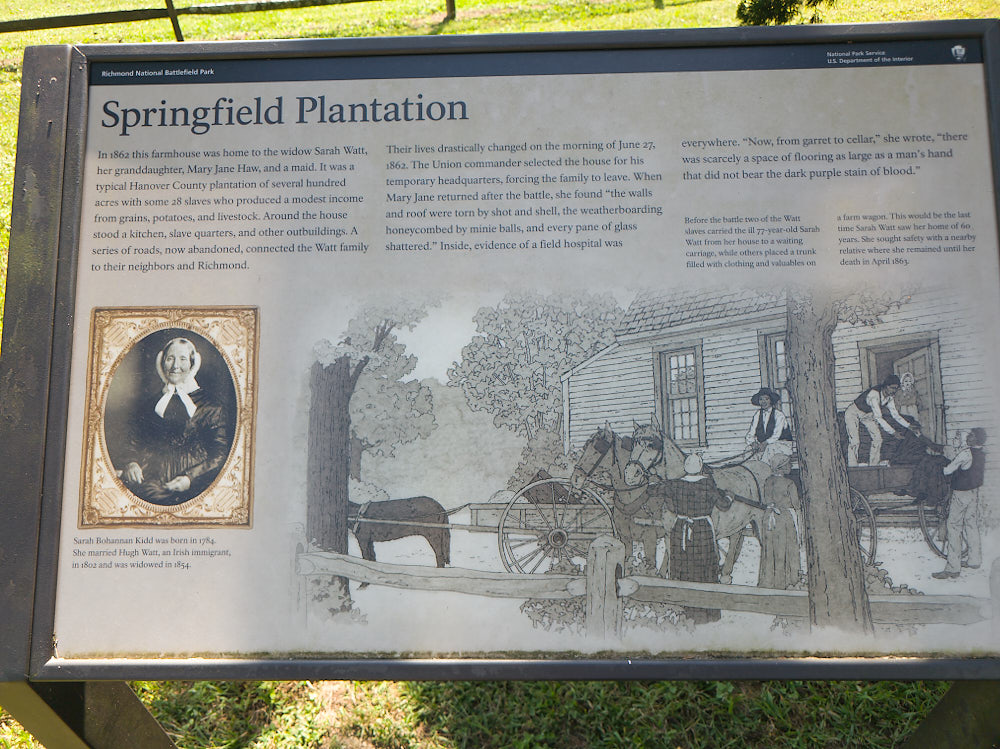 Richmond National Battlefield Park
National Park Service
U.S. Department of the Interior
Springfield Plantation
In 1862 this farmhouse was home to the widow Sarah Watt,
her granddaughter, Mary Jane Haw, and a maid. It was a
typical Hanover County plantation of several hundred
acres with some 28 slaves who produced a modest income
from grains, potatoes, and livestock. Around the house
stood a kitchen, slave quarters, and other outbuildings. A
series of roads, now abandoned, connected the Watt family
to their neighbors and Richmond.
Their lives drastically changed on the morning of June 27,
1862. The Union commander selected the house for his
temporary headquarters, forcing the family to leave. When
Mary Jane returned after the battle, she found “the walls
and roof were torn by shot and shell, the weatherboarding
honeycombed by minie balls, and every pane of glass
shattered.” Inside, evidence of a field hospital was
everywhere. “Now, from garret to cellar,” she wrote, “there
was scarcely a space of flooring as large as a man’s hand
that did not bear the dark purple stain of blood.”
Before the battle two of the Watt
slaves carried the ill 77-year-old Sarah
Watt from her house to a waiting
carriage, while others placed a trunk
filled with clothing and valuables on
a farm wagon. This would be the last
time Sarah Watt saw her home of 60
years. She sought safety with a nearby
relative where she remained until her
death in April 1863.
Sarah Bohannan Kidd was born in 1784.
She married Hugh Watt, an Irish immigrant,
in 1802 and was widowed in 1854.